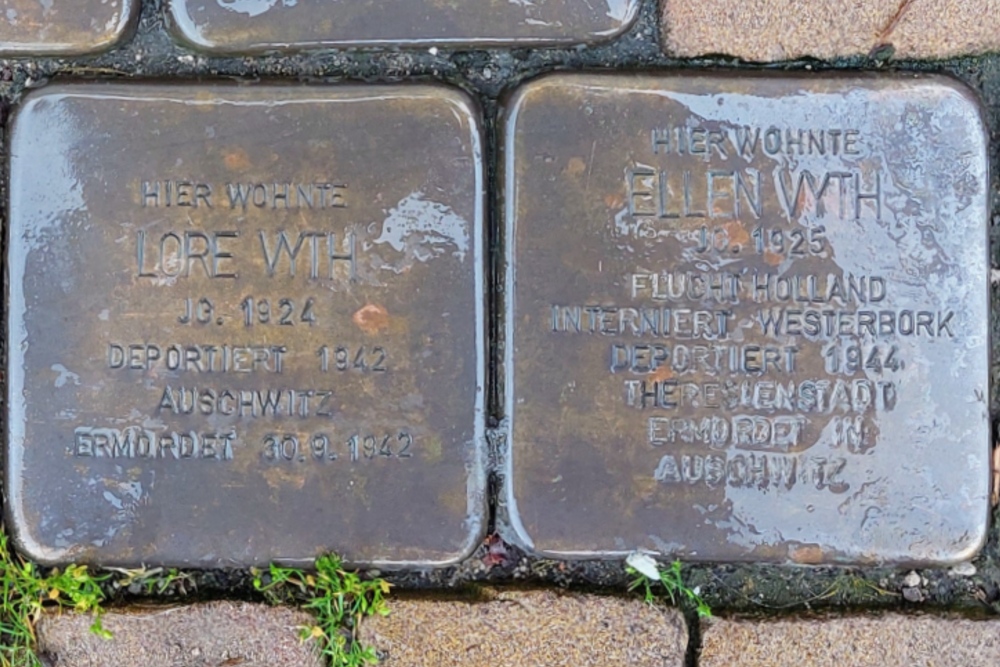 HIER WOHNTE
LORE WYTH
JG. 1924
DEPORTIERT 1942
AUSCHWITZ
ERMORDET 30.9.1942
HIER WOHNTE
ELLEN WYTH
JG. 1925
FLUCHT HOLLAND
INTERNIERT WESTERBORK
DEPORTIERT 1944
THERESIENSTADT
ERMORDET IN
AUSCHWITZ